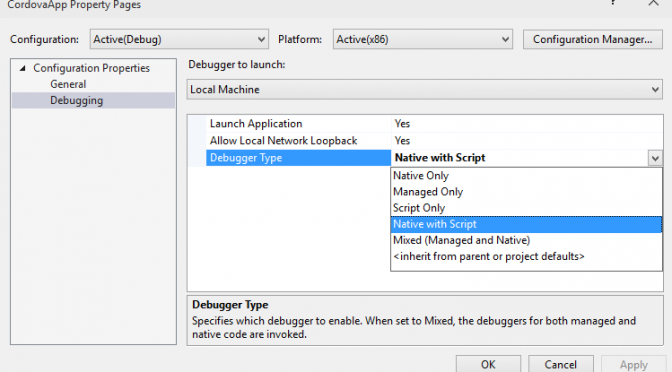 CordovaApp Property Pages
?
Configuration: Active(Debug) Platform: Active(x86) Configuration Manager...
Configuration Properties
General
Debugging
Debugger to launch:
Local Machine
Launch Application Yes
Allow Local Network Loopback Yes
Debugger Type Native with Script
Native Only
Managed Only
Script Only
Native with Script
Mixed (Managed and Native)
<inherit from parent or project defaults>
Debugger Type
Specifies which debugger to enable. When set to Mixed, the debuggers for both managed and
native code are invoked.
OK Cancel Apply